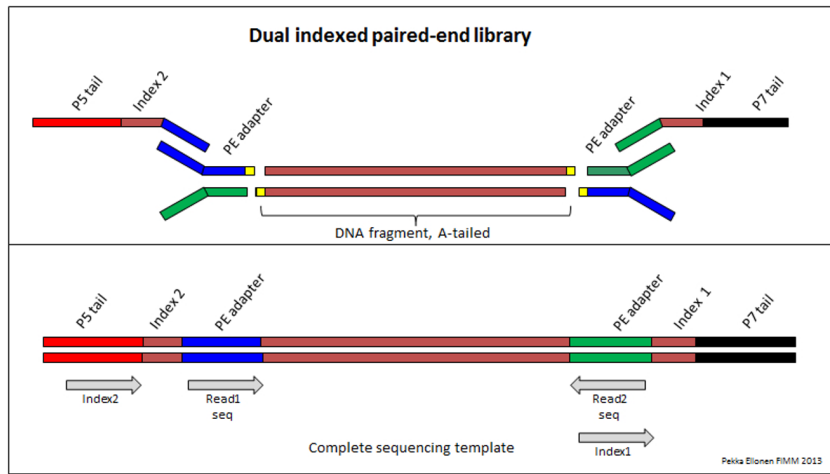 Dual indexed paired-end library
P5 tail
Index 2
PE adapter
PE adapter
Index 1
P7 tail
DNA fragment, A-tailed
P5 tail
Index 2
PE adapter
PE adapter
Index 1
P7 tail
Index2
Read1
seq
Read2
seq
Index1
Complete sequencing template
Pekka Ellonen FIMM 2013